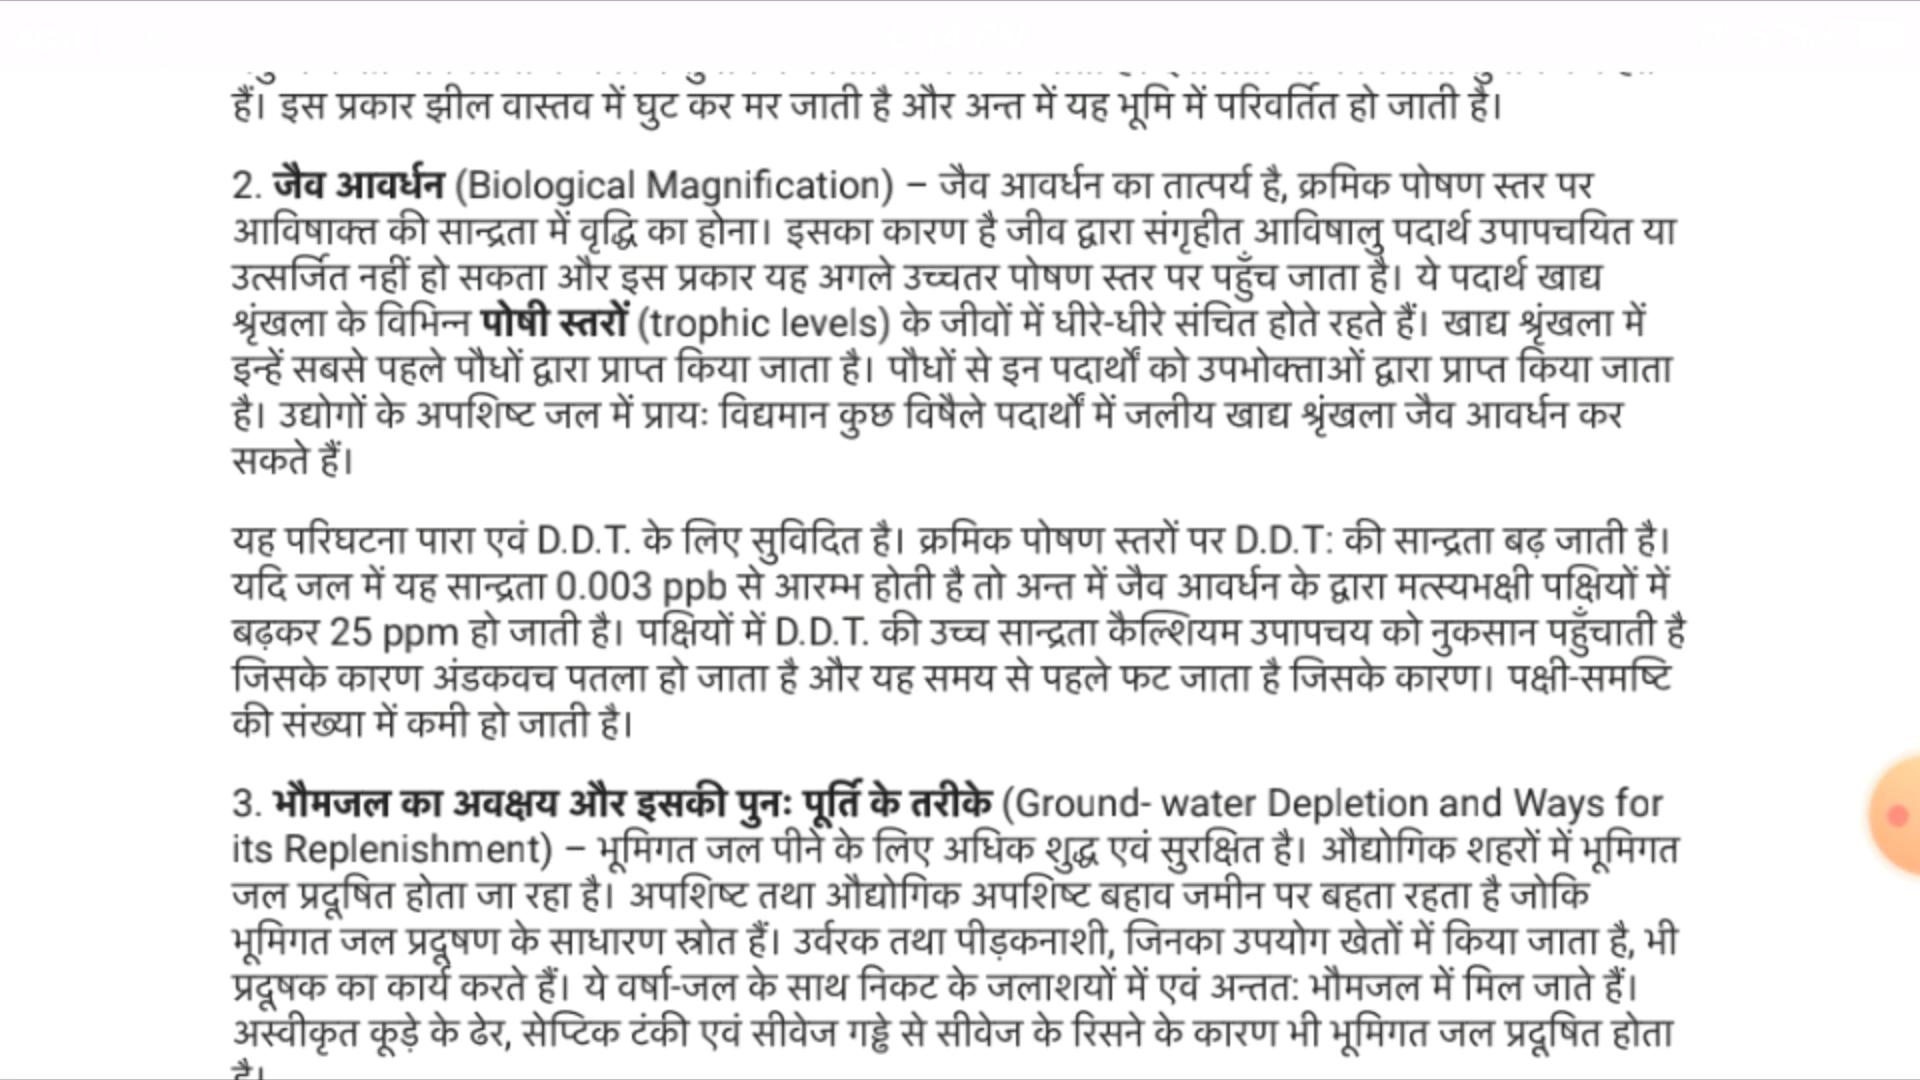 हैं। इस प्रकार झील वास्तव में घुट कर मर जाती है और अन्त में यह भूमि में परिवर्तित हो जाती है।
2. जैव आवर्धन (Biological Magnification) – जैव आवर्धन का तात्पर्य है, क्रमिक पोषण स्तर पर
आविषाक्त की सान्द्रता में वृद्धि का होना। इसका कारण है जीव द्वारा संगृहीत आविषालु पदार्थ उपापचयित या
उत्सर्जित नहीं हो सकता और इस प्रकार यह अगले उच्चतर पोषण स्तर पर पहुँच जाता है। ये पदार्थ खाद्य
श्रृंखला के विभिन्न पोषी स्तरों (trophic levels) के जीवों में धीरे-धीरे संचित होते रहते हैं। खाद्य श्रृंखला में
इन्हें सबसे पहले पौधों द्वारा प्राप्त किया जाता है। पौधों से इन पदार्थों को उपभोक्ताओं द्वारा प्राप्त किया जाता
है। उद्योगों के अपशिष्ट जल में प्रायः विद्यमान कुछ विषैले पदार्थों में जलीय खाद्य श्रृंखला जैव आवर्धन कर
सकते हैं।
यह परिघटना पारा एवं D.D.T. के लिए सुविदित है। क्रमिक पोषण स्तरों पर D.D.T: की सान्द्रता बढ़ जाती है।
यदि जल में यह सान्द्रता 0.003 ppb से आरम्भ होती है तो अन्त में जैव आवर्धन के द्वारा मत्स्यभक्षी पक्षियों में
बढ़कर 25 ppm हो जाती है। पक्षियों में D.D.T. की उच्च सान्द्रता कैल्शियम उपापचय को नुकसान पहुँचाती है
जिसके कारण अंडकवच पतला हो जाता है और यह समय से पहले फट जाता है जिसके कारण। पक्षी-समष्टि
की संख्या में कमी हो जाती है।
3. भौमजल का अवक्षय और इसकी पुनः पूर्ति के तरीके (Ground- water Depletion and Ways for
its Replenishment) – भूमिगत जल पीने के लिए अधिक शुद्ध एवं सुरक्षित है। औद्योगिक शहरों में भूमिगत
जल प्रदूषित होता जा रहा है। अपशिष्ट तथा औद्योगिक अपशिष्ट बहाव जमीन पर बहता रहता है जोकि
भूमिगत जल प्रदूषण के साधारण स्रोत हैं। उर्वरक तथा पीड़कनाशी, जिनका उपयोग खेतों में किया जाता है, भी
प्रदूषक का कार्य करते हैं। ये वर्षा-जल के साथ निकट के जलाशयों में एवं अन्तत: भौमजल में मिल जाते हैं।
अस्वीकृत कूड़े के ढेर, सेप्टिक टंकी एवं सीवेज गड्ढे से सीवेज के रिसने के कारण भी भूमिगत जल प्रदूषित होता
है।